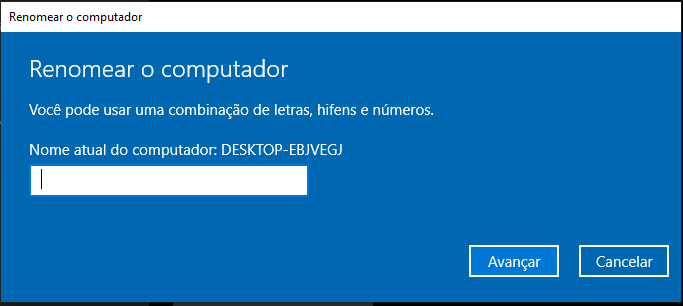 Renomear o computador
Renomear o computador
Você pode usar uma combinação de letras, hifens e números.
Nome atual do computador: DESKTOP-EBJVEGJ
Avançar
Cancelar